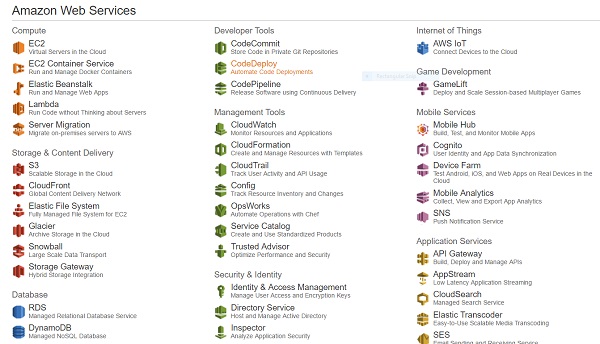 Amazon Web Services
Compute
EC2
Virtual Servers in the Cloud
EC2 Container Service
Run and Manage Docker Containers
Elastic Beanstalk
Run and Manage Web Apps
Lambda
Run Code without Thinking about Servers
Server Migration
Migrate on-premises servers to AWS
Storage & Content Delivery
S3
Scalable Storage in the Cloud
CloudFront
Global Content Delivery Network
Elastic File System
Fully Managed File System for EC2
Glacier
Archive Storage in the Cloud
Snowball
Large Scale Data Transport
Storage Gateway
Hybrid Storage Integration
Database
RDS
Managed Relational Database Service
DynamoDB
Managed NoSQL Database
Developer Tools
CodeCommit
Store Code in Private Git Repositories
CodeDeploy
Automate Code Deployments
CodePipeline
Release Software using Continuous Delivery
Management Tools
CloudWatch
Monitor Resources and Applications
CloudFormation
Create and Manage Resources with Templates
CloudTrail
Track User Activity and API Usage
Config
Track Resource Inventory and Changes
OpsWorks
Automate Operations with Chef
Service Catalog
Create and Use Standardized Products
Trusted Advisor
Optimize Performance and Security
Security & Identity
Identity & Access Management
Manage User Access and Encryption Keys
Directory Service
Host and Manage Active Directory
Inspector
Analyze Application Security
Internet of Things
AWS IoT
Connect Devices to the Cloud
Game Development
GameLift
Deploy and Scale Session-based Multiplayer Games
Mobile Services
Mobile Hub
Build, Test, and Monitor Mobile Apps
Cognito
User Identity and App Data Synchronization
Device Farm
Test Android, iOS, and Web Apps on Real Devices in the
Cloud
Mobile Analytics
Collect, View and Export App Analytics
SNS
Push Notification Service
Application Services
API Gateway
Build, Deploy and Manage APIs
AppStream
Low Latency Application Streaming
CloudSearch
Managed Search Service
Elastic Transcoder
Easy-to-Use Scalable Media Transcoding
SES
Email Sending and Receiving Service